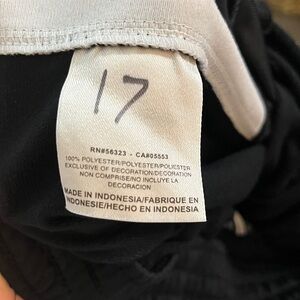 17
RN#56323 - CA#05553
100% POLYESTER/POLYESTER/POLIESTER
EXCLUSIVE OF DECORATION/DECORATION
NON COMPRISE/NO INCLUYE LA
DECORACION
MADE IN INDONESIA/FABRIQUE EN
INDONESIE/HECHO EN INDONESIA